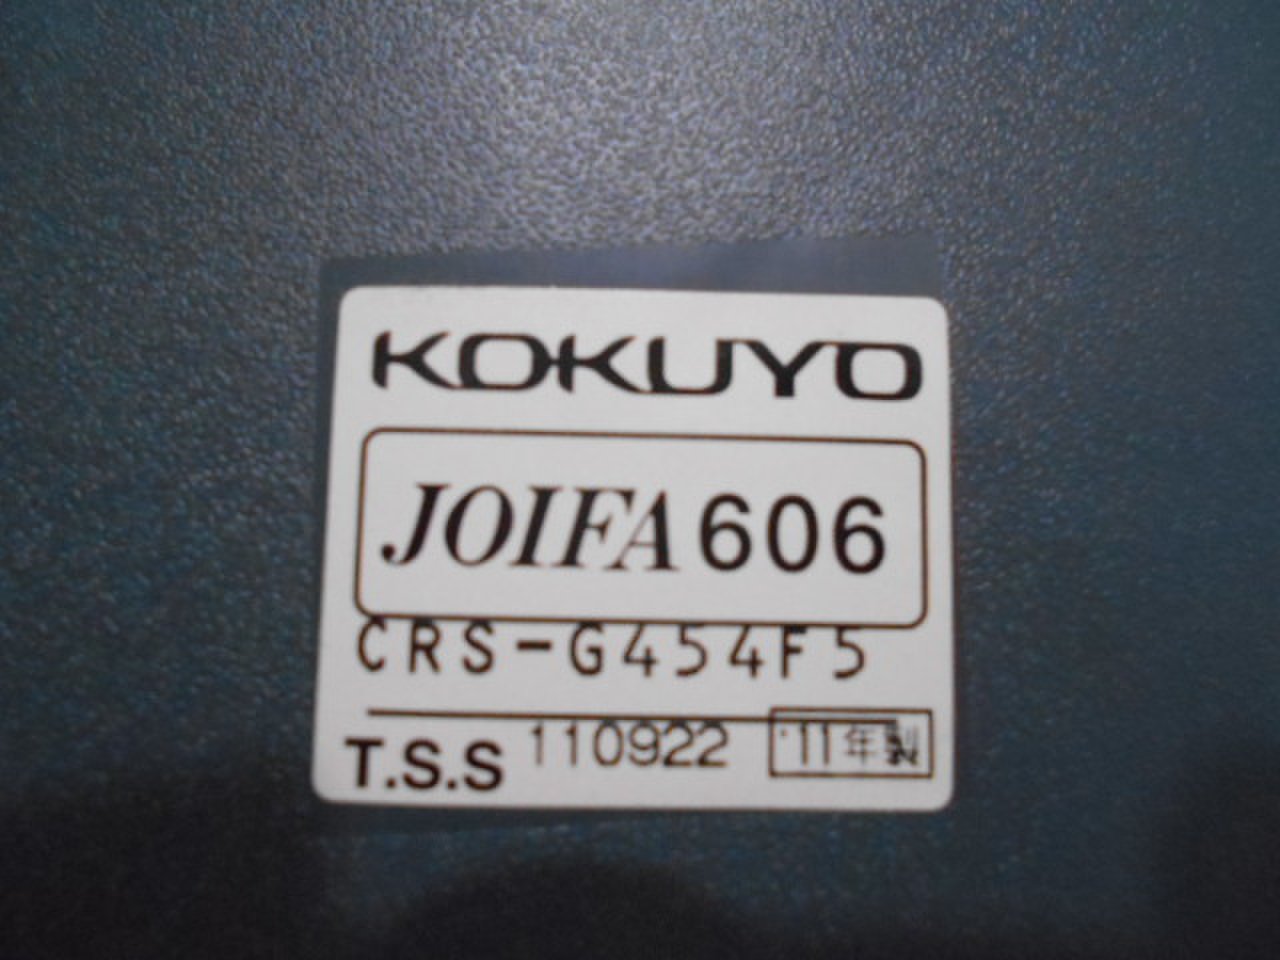 KOKUYO
JOIFA 606
CRS-G454F5
T.S.S 110922 '11年製